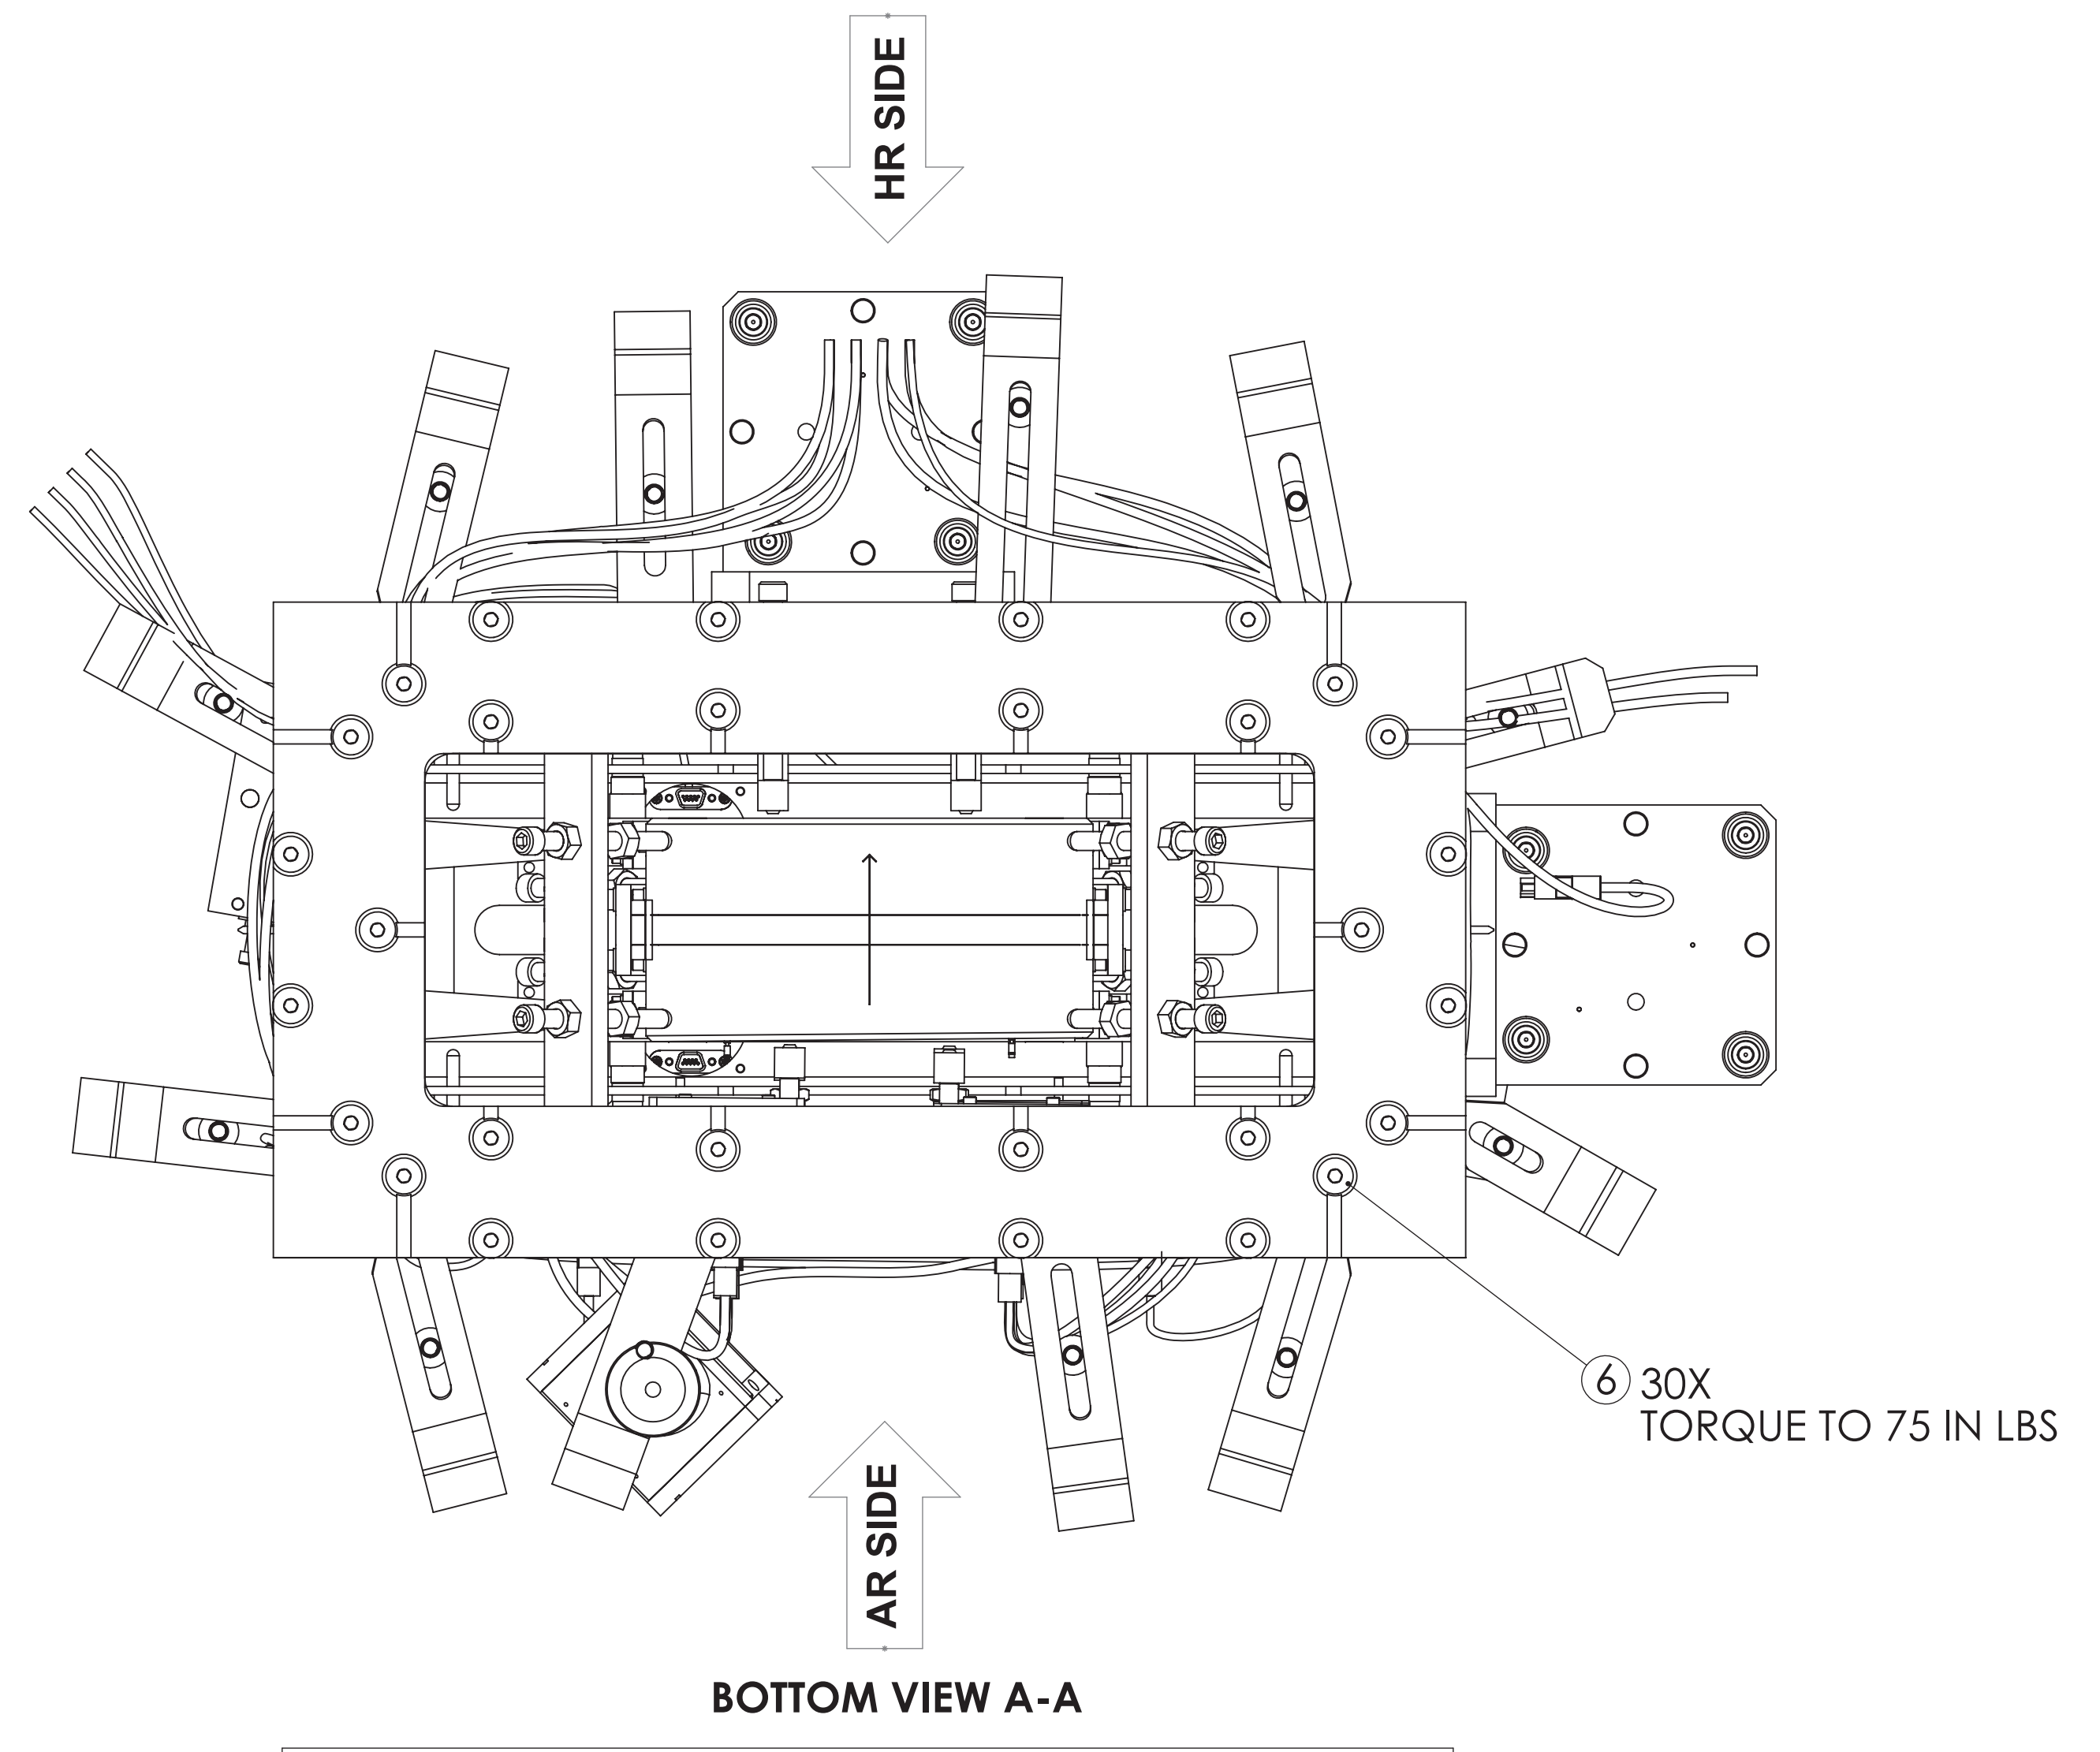 HR SIDE
6 30X
TORQUE TO 75 IN LBS
AR SIDE
BOTTOM VIEW A-A